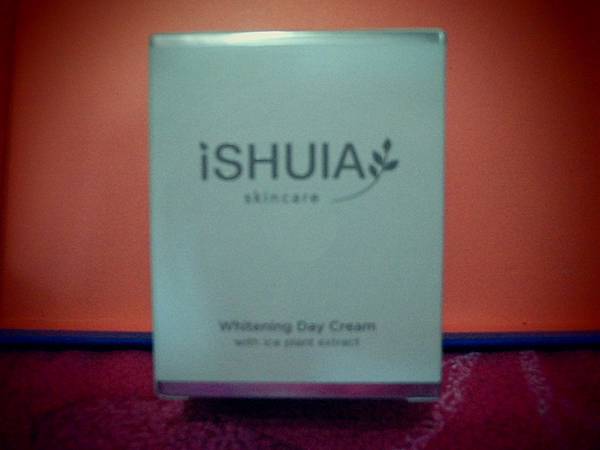 iSHUIA
skincare
Whitening Day Cream
with ice plant extract